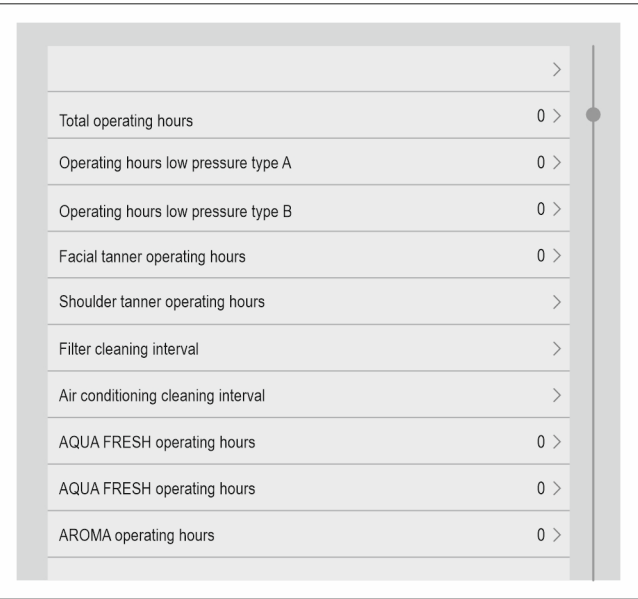 Total operating hours 0
Operating hours low pressure type A 0
Operating hours low pressure type B 0
Facial tanner operating hours 0
Shoulder tanner operating hours
Filter cleaning interval
Air conditioning cleaning interval
AQUA FRESH operating hours 0
AQUA FRESH operating hours 0
AROMA operating hours 0